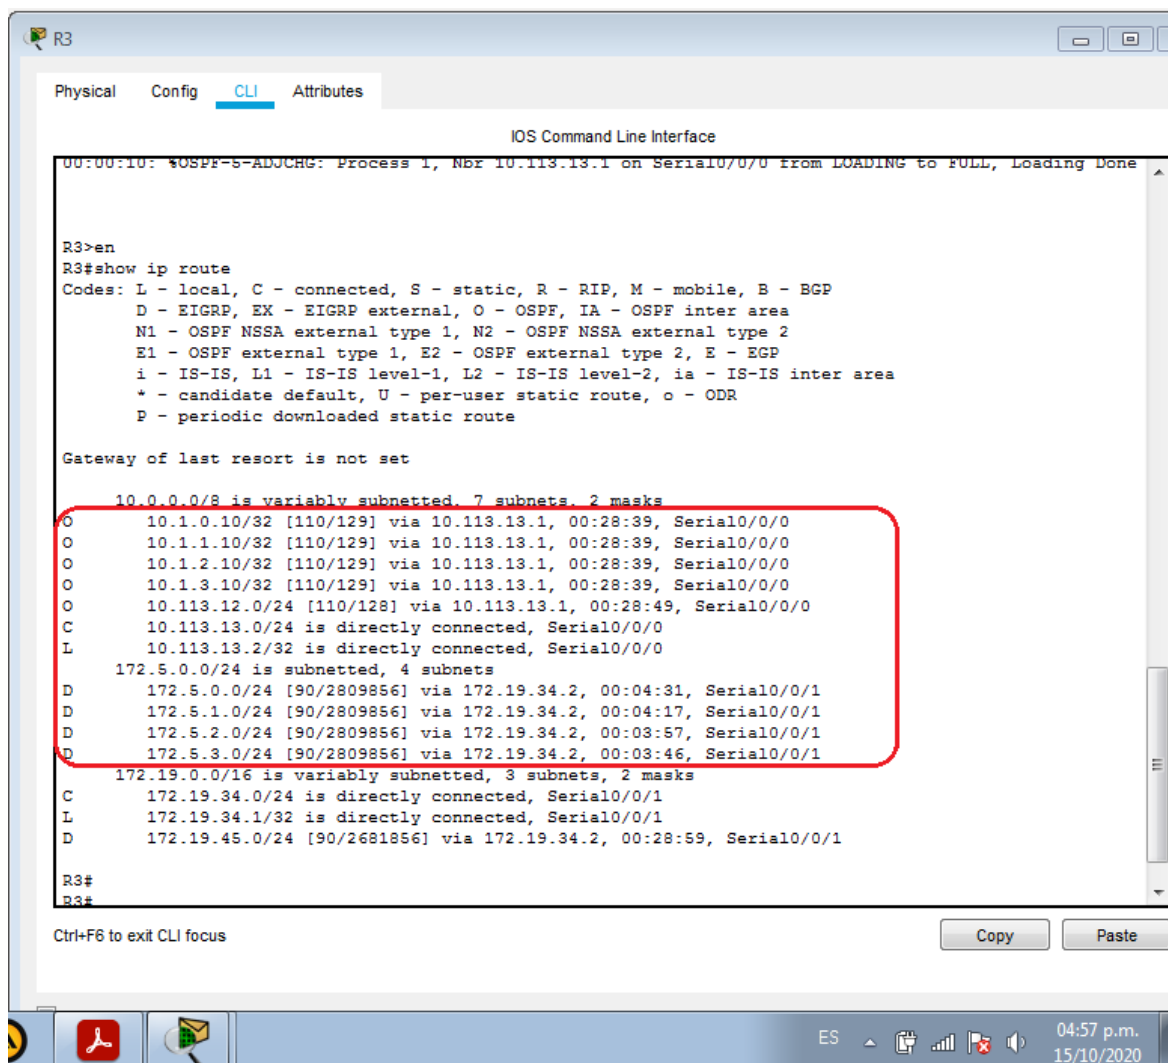 R3
Physical Config CLI Attributes
IOS Command Line Interface
00:00:10: %OSPF-5-ADJCHG: Process 1, Nbr 10.113.13.1 on Serial0/0/0 from LOADING to FULL, Loading Done
R3>en
R3#show ip route
Codes: L - local, C - connected, S - static, R - RIP, M - mobile, B - BGP
D - EIGRP, EX - EIGRP external, O - OSPF, IA - OSPF inter area
N1 - OSPF NSSA external type 1, N2 - OSPF NSSA external type 2
E1 - OSPF external type 1, E2 - OSPF external type 2, E - EGP
i - IS-IS, L1 - IS-IS level-1, L2 - IS-IS level-2, ia - IS-IS inter area
* - candidate default, U - per-user static route, o - ODR
P - periodic downloaded static route
Gateway of last resort is not set
10.0.0.0/8 is variably subnetted, 7 subnets, 2 masks
O 10.1.0.10/32 [110/129] via 10.113.13.1, 00:28:39, Serial0/0/0
O 10.1.1.10/32 [110/129] via 10.113.13.1, 00:28:39, Serial0/0/0
O 10.1.2.10/32 [110/129] via 10.113.13.1, 00:28:39, Serial0/0/0
O 10.1.3.10/32 [110/129] via 10.113.13.1, 00:28:39, Serial0/0/0
O 10.113.12.0/24 [110/128] via 10.113.13.1, 00:28:49, Serial0/0/0
C 10.113.13.0/24 is directly connected, Serial0/0/0
L 10.113.13.2/32 is directly connected, Serial0/0/0
172.5.0.0/24 is subnetted, 4 subnets
D 172.5.0.0/24 [90/2809856] via 172.19.34.2, 00:04:31, Serial0/0/1
D 172.5.1.0/24 [90/2809856] via 172.19.34.2, 00:04:17, Serial0/0/1
D 172.5.2.0/24 [90/2809856] via 172.19.34.2, 00:03:57, Serial0/0/1
D 172.5.3.0/24 [90/2809856] via 172.19.34.2, 00:03:46, Serial0/0/1
172.19.0.0/16 is variably subnetted, 3 subnets, 2 masks
C 172.19.34.0/24 is directly connected, Serial0/0/1
L 172.19.34.1/32 is directly connected, Serial0/0/1
D 172.19.45.0/24 [90/2681856] via 172.19.34.2, 00:28:59, Serial0/0/1
R3#
R3#
Ctrl+F6 to exit CLI focus
Copy Paste
ES 04:57 p.m.
15/10/2020